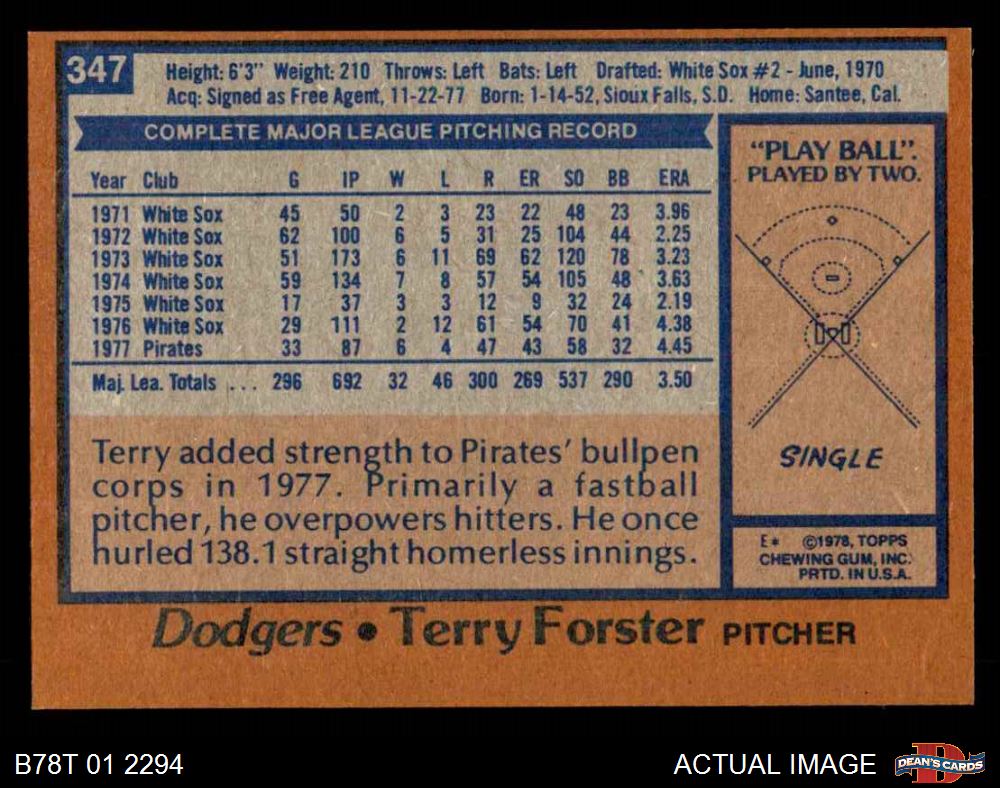 347
Height: 6'3" Weight: 210 Throws: Left Bats: Left Drafted: White Sox #2 - June, 1970
Acq: Signed as Free Agent, 11-22-77 Born: 1-14-52, Sioux Falls, S.D. Home: Santee, Cal.
COMPLETE MAJOR LEAGUE PITCHING RECORD
Year Club G IP W L R ER SO BB ERA
1971 White Sox 45 50 2 3 23 22 48 23 3.96
1972 White Sox 62 100 6 5 31 25 104 44 2.25
1973 White Sox 51 173 6 11 69 62 120 78 3.23
1974 White Sox 59 134 7 8 57 54 105 48 3.63
1975 White Sox 17 37 3 3 12 9 32 24 2.19
1976 White Sox 29 111 2 12 61 54 70 41 4.38
1977 Pirates 33 87 6 4 47 43 58 32 4.45
Maj. Lea. Totals ... 296 692 32 46 300 269 537 290 3.50
Terry added strength to Pirates' bullpen
corps in 1977. Primarily a fastball
pitcher, he overpowers hitters. He once
hurled 138.1 straight homerless innings.
"PLAY BALL".
PLAYED BY TWO.
SINGLE
E* ©1978, TOPPS
CHEWING GUM, INC.
PRTD. IN U.S.A.
Dodgers • Terry Forster PITCHER
B78T 01 2294
ACTUAL IMAGE
D
DEAN'S CARDS